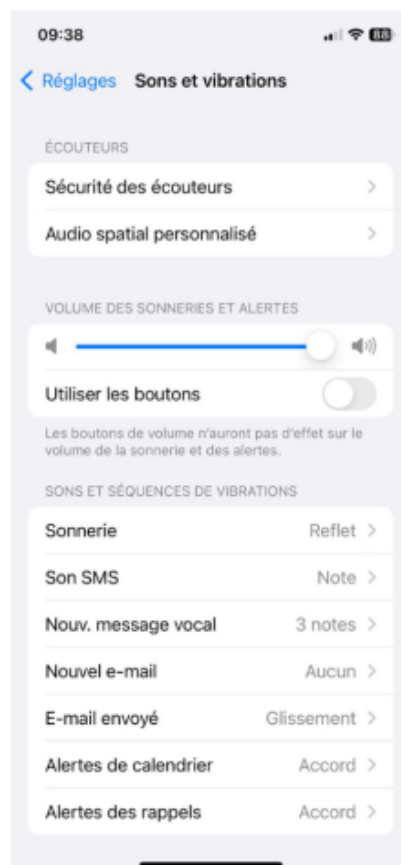 09:38 88
Réglages Sons et vibrations
ÉCOUTEURS
Sécurité des écouteurs
Audio spatial personnalisé
VOLUME DES SONNERIES ET ALERTES
Utiliser les boutons
Les boutons de volume n'auront pas d'effet sur le
volume de la sonnerie et des alertes.
SONS ET SÉQUENCES DE VIBRATIONS
Sonnerie Reflet
Son SMS Note
Nouv. message vocal 3 notes
Nouvel e-mail Aucun
E-mail envoyé Glissement
Alertes de calendrier Accord
Alertes des rappels Accord